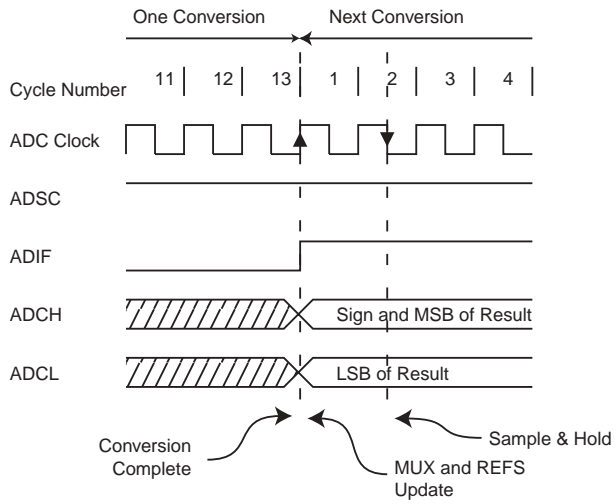 One Conversion Next Conversion
Cycle Number 11 12 13 1 2 3 4
ADC Clock
ADSC
ADIF
ADCH Sign and MSB of Result
ADCL LSB of Result
Conversion
Complete
MUX and REFS
Update
Sample & Hold